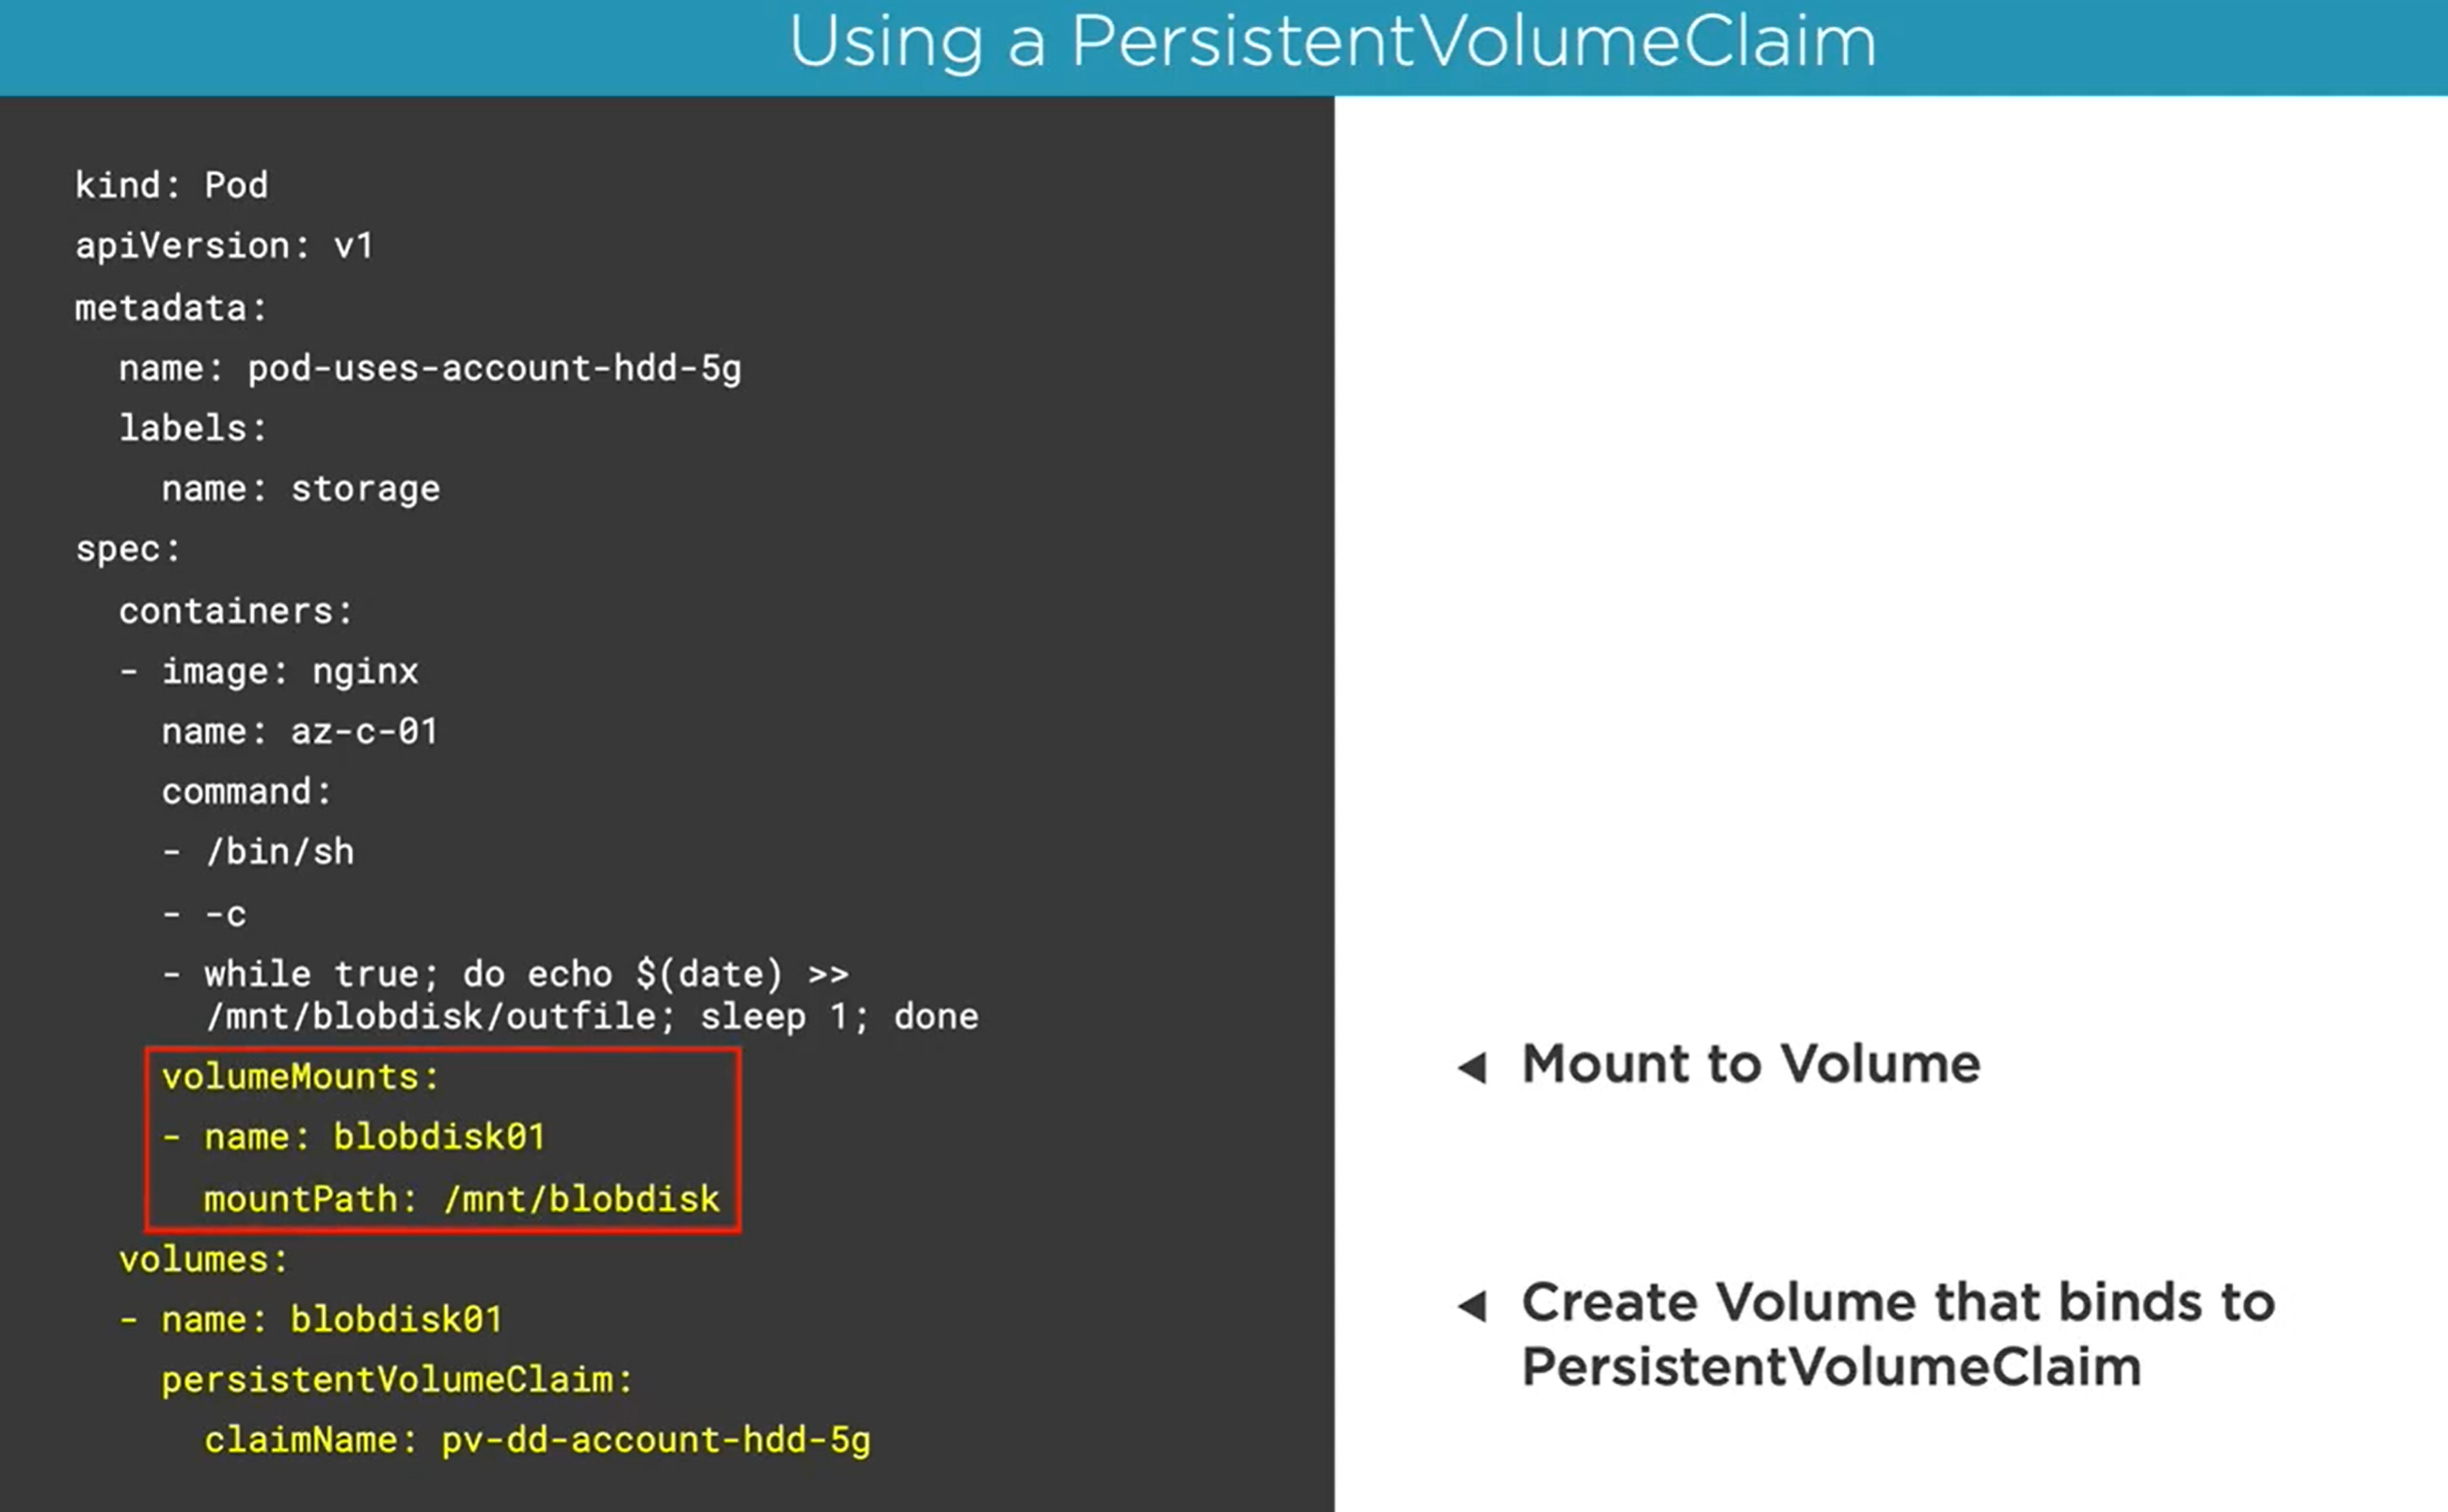 Using a PersistentVolumeClaim
kind: Pod
apiVersion: v1
metadata:
  name: pod-uses-account-hdd-5g
  labels:
    name: storage
spec:
  containers:
  - image: nginx
    name: az-c-01
    command:
    - /bin/sh
    - -c
    - while true; do echo $(date) >>
      /mnt/blobdisk/outfile; sleep 1; done
    volumeMounts:
    - name: blobdisk01
      mountPath: /mnt/blobdisk
  volumes:
  - name: blobdisk01
    persistentVolumeClaim:
      claimName: pv-dd-account-hdd-5g
◄ Mount to Volume
◄ Create Volume that binds to
PersistentVolumeClaim